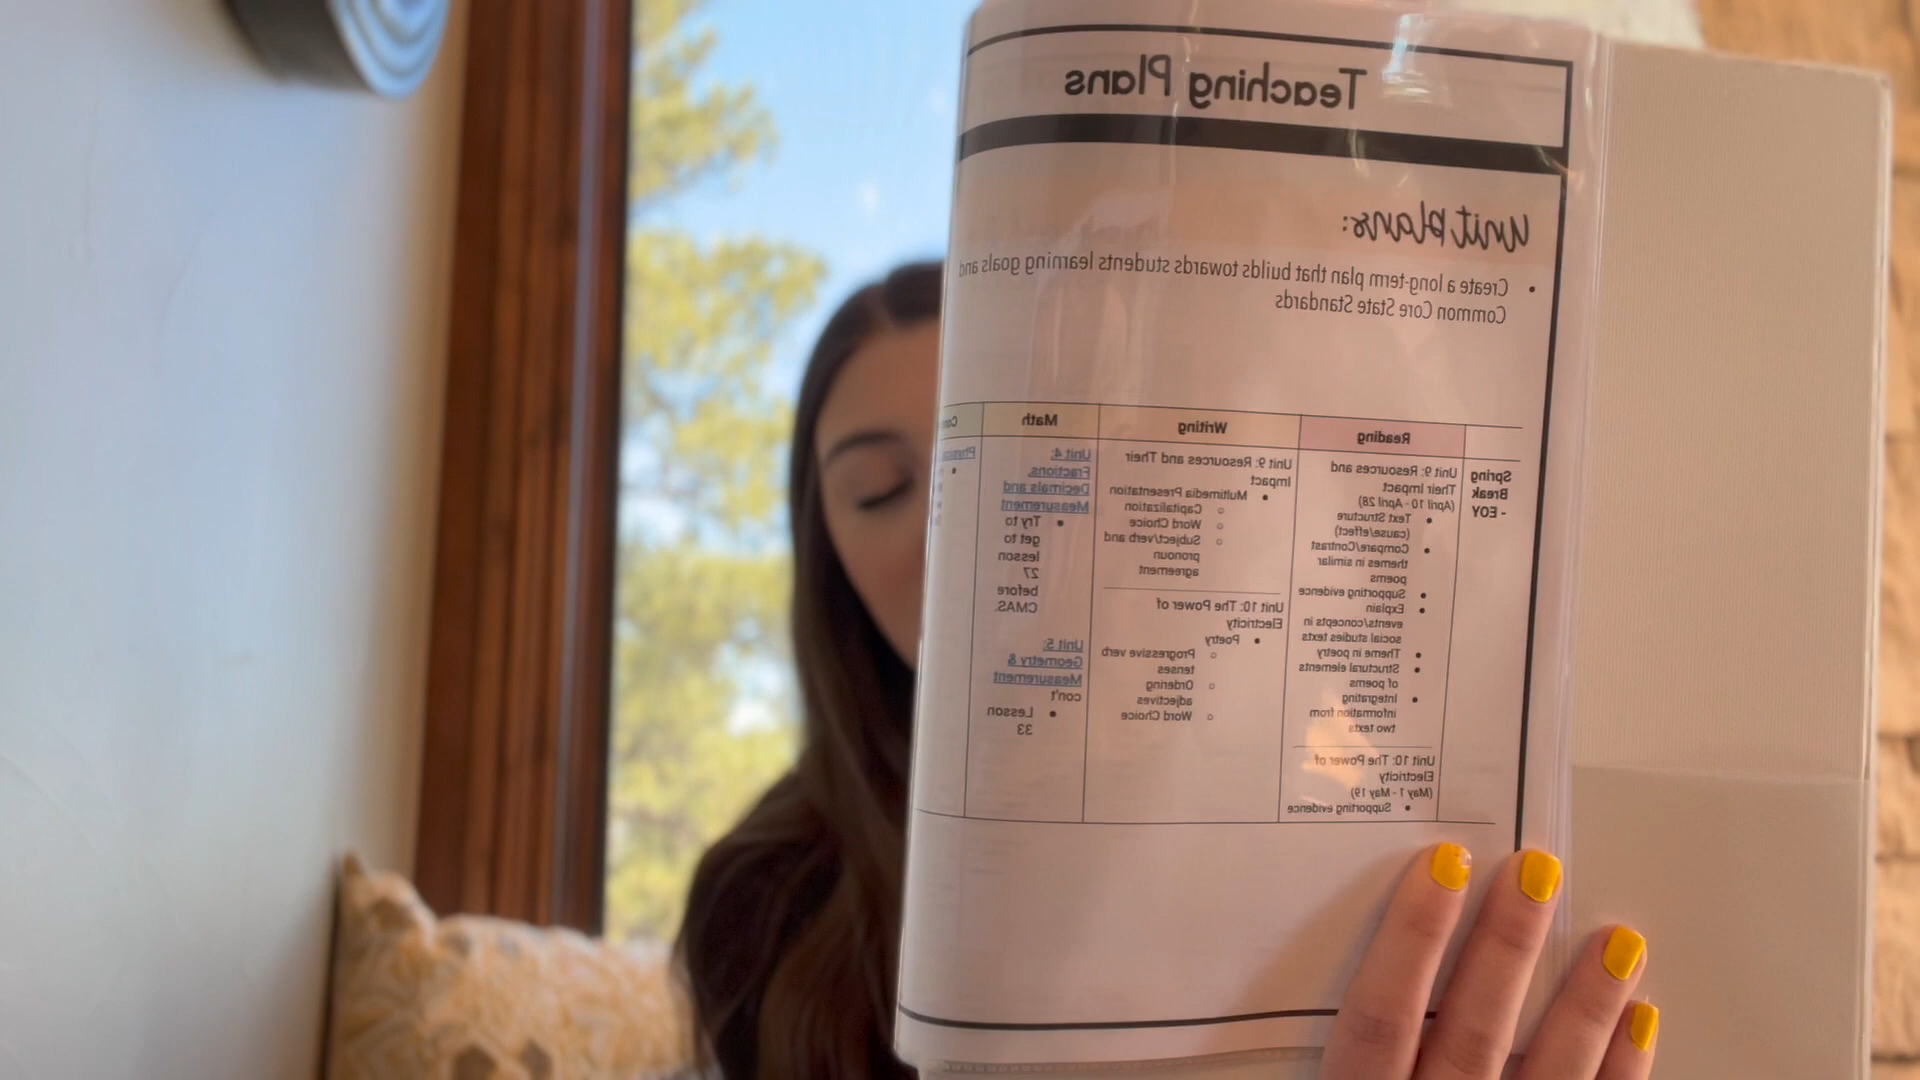 Teaching Plans
Unit plans:
• Create a long-term plan that builds towards students learning goals and
Common Core State Standards
Spring
Break
- EOY
Reading
Unit 9: Resources and
Their Impact
(April 10 - April 28)
• Text Structure
(cause/effect)
• Compare/Contrast
themes in similar
poems
• Supporting evidence
• Explain
events/concepts in
social studies texts
• Theme in poetry
• Structural elements
of poems
• Integrating
information from
two texts
Unit 10: The Power of
Electricity
(May 1 - May 19)
• Supporting evidence
Writing
Unit 9: Resources and Their
Impact
• Multimedia Presentation
○ Capitalization
○ Word Choice
○ Subject/verb and
pronoun
agreement
Unit 10: The Power of
Electricity
• Poetry
○ Progressive verb
tenses
○ Ordering
adjectives
○ Word Choice
Math
Unit 4:
Fractions,
Decimals and
Measurement
• Try to
get to
lesson
27
before
CMAS.
Unit 5:
Geometry &
Measurement
con't
• Lesson
33